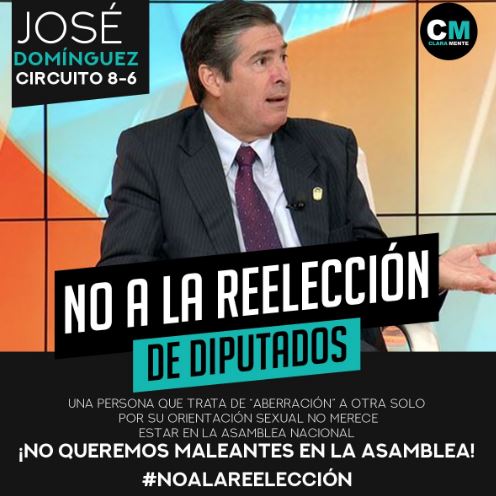 JOSÉ
DOMÍNGUEZ
CIRCUITO 8-6
CM
CLARA MENTE
NO A LA REELECCIÓN
DE DIPUTADOS
UNA PERSONA QUE TRATA DE "ABERRACIÓN" A OTRA SOLO
POR SU ORIENTACIÓN SEXUAL NO MERECE
ESTAR EN LA ASAMBLEA NACIONAL
¡NO QUEREMOS MALEANTES EN LA ASAMBLEA!
#NOALAREELECCIÓN